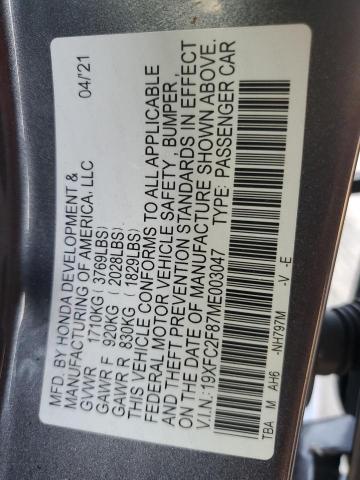 MFD. BY HONDA DEVELOPMENT & 04/'21
MANUFACTURING OF AMERICA, LLC
GVWR 1710KG (3769LBS)
GAWR F 920KG (2028LBS)
GAWR R 830KG (1829LBS)
THIS VEHICLE CONFORMS TO ALL APPLICABLE
FEDERAL MOTOR VEHICLE SAFETY, BUMPER,
AND THEFT PREVENTION STANDARDS IN EFFECT
ON THE DATE OF MANUFACTURE SHOWN ABOVE.
V.I.N.: 19XFC2F87ME003047 TYPE: PASSENGER CAR
TBA M AH6 -NH797M -V -E